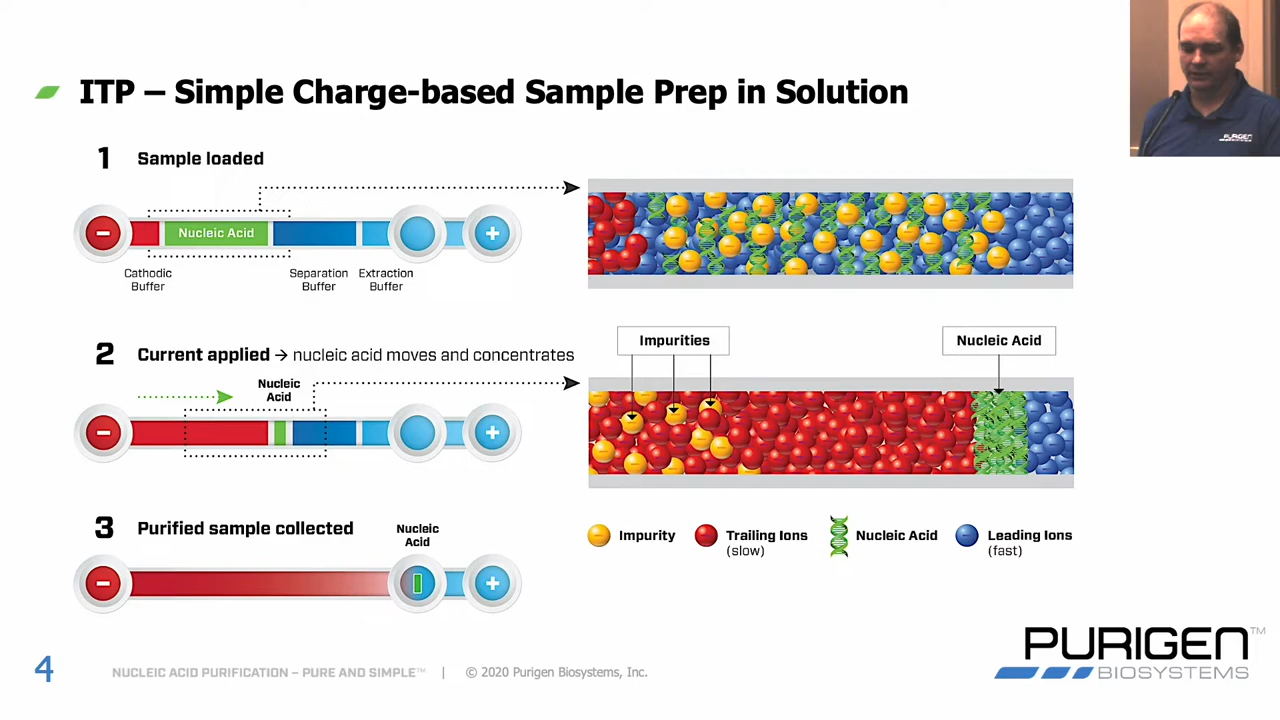 ITP – Simple Charge-based Sample Prep in Solution
1 Sample loaded
− Nucleic Acid +
Cathodic
Buffer
Separation
Buffer
Extraction
Buffer
2 Current applied → nucleic acid moves and concentrates
Nucleic
Acid
− +
Impurities
Nucleic Acid
3 Purified sample collected
Nucleic
Acid
− +
Impurity
Trailing Ions
(slow)
Nucleic Acid
Leading Ions
(fast)
4
NUCLEIC ACID PURIFICATION – PURE AND SIMPLE™ | © 2020 Purigen Biosystems, Inc.
PURIGEN™
BIOSYSTEMS
PURIGEN